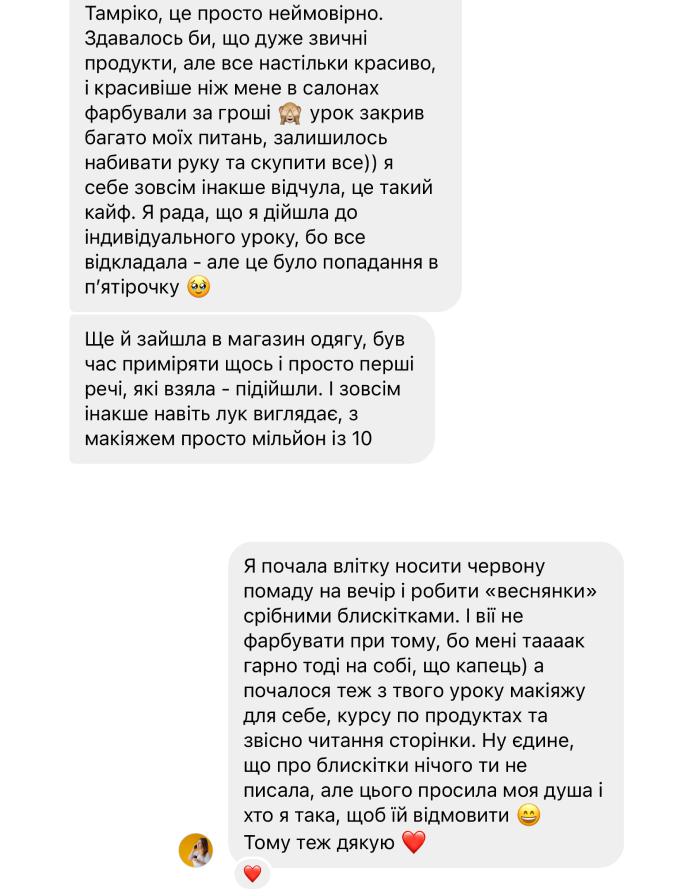 Тамріко, це просто неймовірно.
Здавалось би, що дуже звичні
продукти, але все настільки красиво,
і красивіше ніж мене в салонах
фарбували за гроші 🙈 урок закрив
багато моїх питань, залишилось
набивати руку та скупити все)) я
себе зовсім інакше відчула, це такий
кайф. Я рада, що я дійшла до
індивідуального уроку, бо все
відкладала - але це було попадання в
п’ятірочку 🥹
Ще й зайшла в магазин одягу, був
час приміряти щось і просто перші
речі, які взяла - підійшли. І зовсім
інакше навіть лук виглядає, з
макіяжем просто мільйон із 10
Я почала влітку носити червону
помаду на вечір і робити «веснянки»
срібними блискітками. І вії не
фарбувати при тому, бо мені таааак
гарно тоді на собі, що капець) а
почалося теж з твого уроку макіяжу
для себе, курсу по продуктах та
звісно читання сторінки. Ну єдине,
що про блискітки нічого ти не
писала, але цього просила моя душа і
хто я така, щоб їй відмовити 😄
Тому теж дякую ❤️